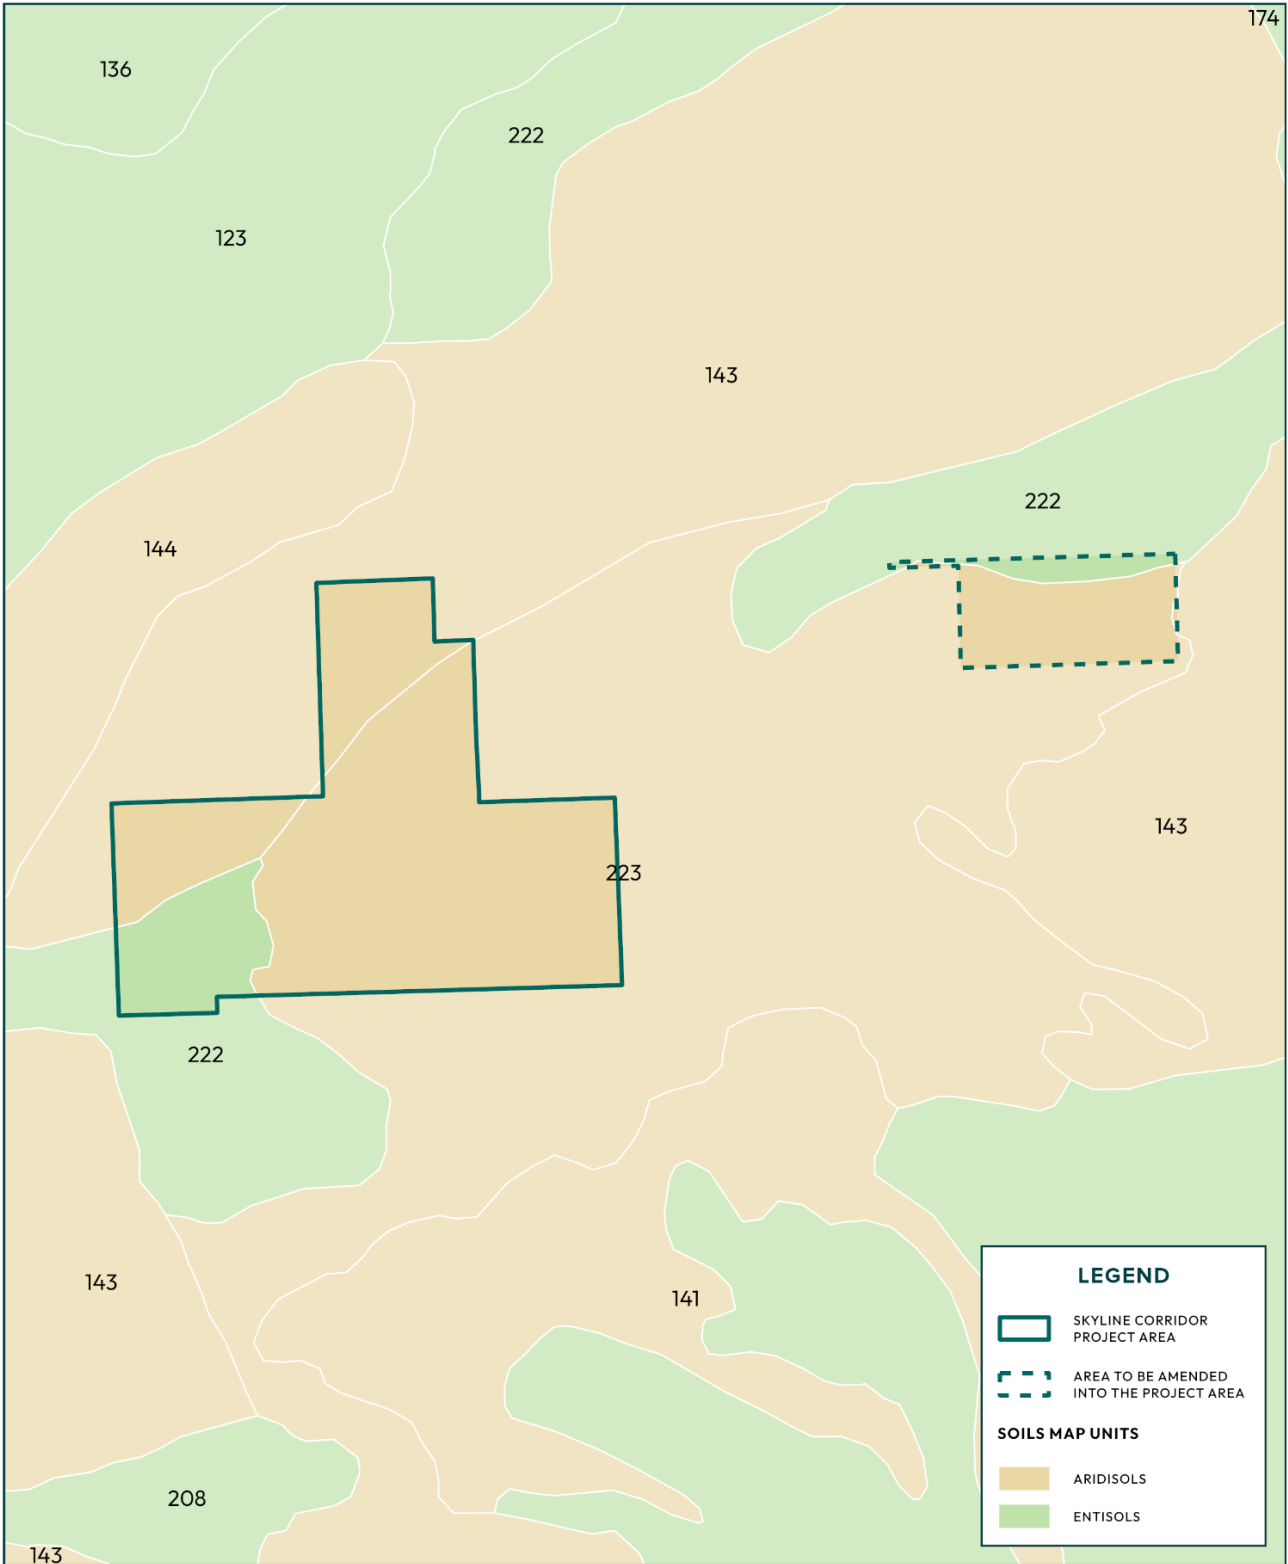 174
136
222
123
143
222
144
143
223
222
143
141
208
143
LEGEND
SKYLINE CORRIDOR
PROJECT AREA
AREA TO BE AMENDED
INTO THE PROJECT AREA
SOILS MAP UNITS
ARIDISOLS
ENTISOLS